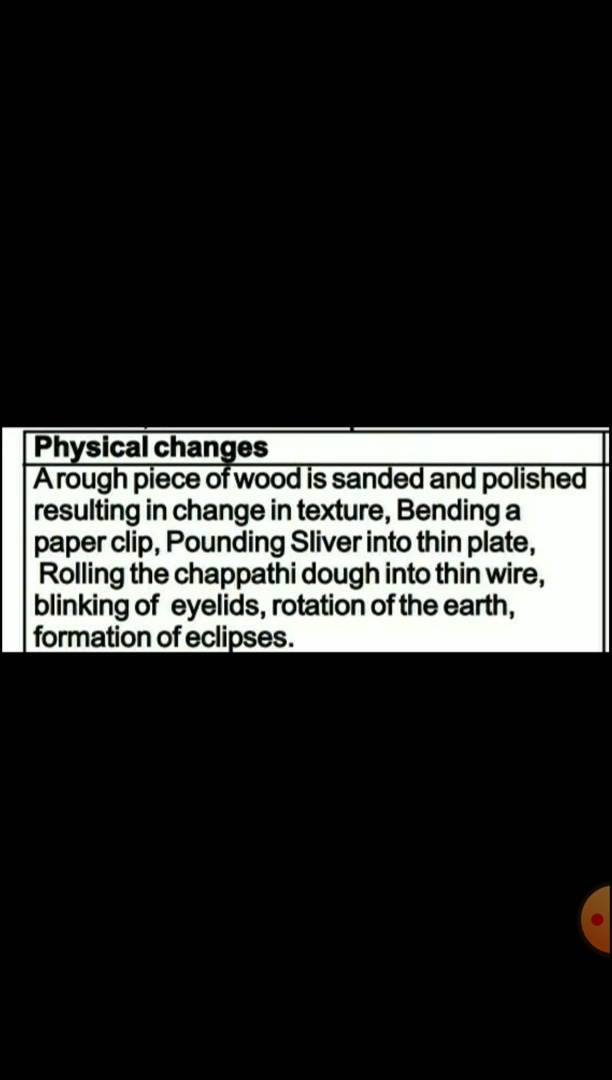 Physical changes
A rough piece of wood is sanded and polished
resulting in change in texture, Bending a
paper clip, Pounding Sliver into thin plate,
Rolling the chappathi dough into thin wire,
blinking of eyelids, rotation of the earth,
formation of eclipses.